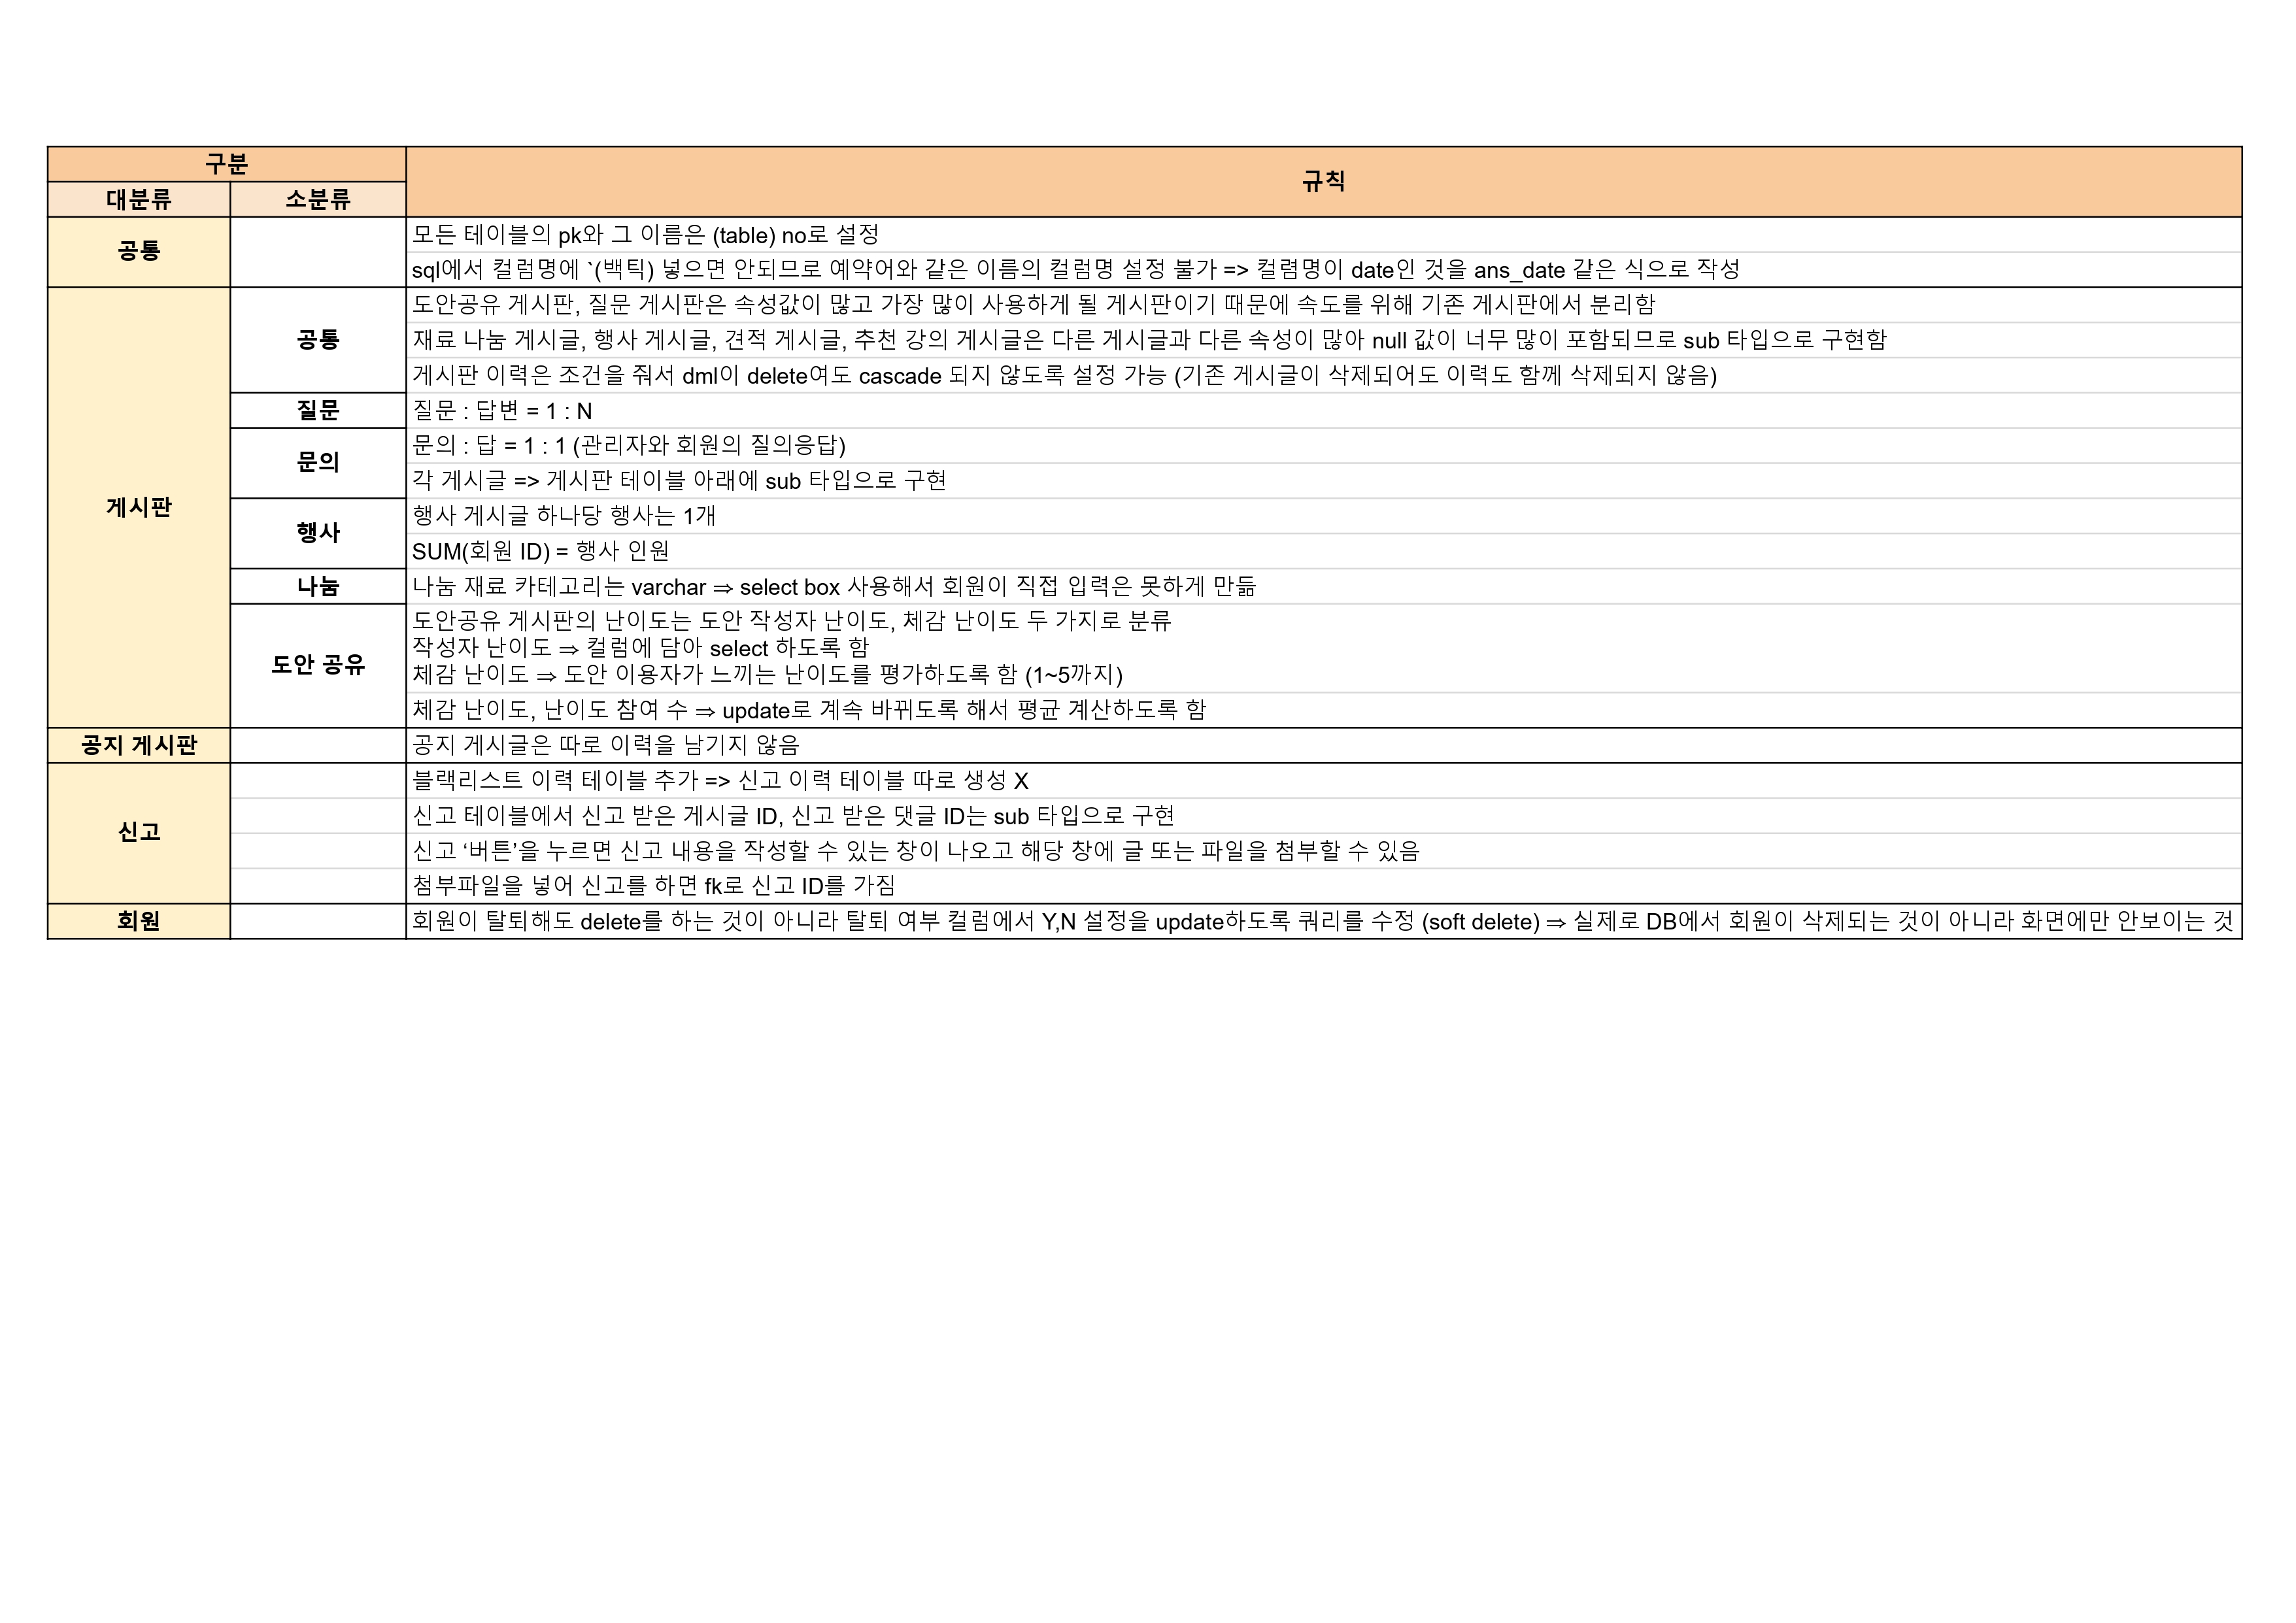 구분
규칙
대분류
소분류
공통
모든 테이블의 pk와 그 이름은 (table) no로 설정
sql에서 컬럼명에 `(백틱) 넣으면 안되므로 예약어와 같은 이름의 컬럼명 설정 불가 => 컬렴명이 date인 것을 ans_date 같은 식으로 작성
게시판
공통
도안공유 게시판, 질문 게시판은 속성값이 많고 가장 많이 사용하게 될 게시판이기 때문에 속도를 위해 기존 게시판에서 분리함
재료 나눔 게시글, 행사 게시글, 견적 게시글, 추천 강의 게시글은 다른 게시글과 다른 속성이 많아 null 값이 너무 많이 포함되므로 sub 타입으로 구현함
게시판 이력은 조건을 줘서 dml이 delete여도 cascade 되지 않도록 설정 가능 (기존 게시글이 삭제되어도 이력도 함께 삭제되지 않음)
질문
질문 : 답변 = 1 : N
문의
문의 : 답 = 1 : 1 (관리자와 회원의 질의응답)
각 게시글 => 게시판 테이블 아래에 sub 타입으로 구현
행사
행사 게시글 하나당 행사는 1개
SUM(회원 ID) = 행사 인원
나눔
나눔 재료 카테고리는 varchar ⇒ select box 사용해서 회원이 직접 입력은 못하게 만듦
도안 공유
도안공유 게시판의 난이도는 도안 작성자 난이도, 체감 난이도 두 가지로 분류
작성자 난이도 ⇒ 컬럼에 담아 select 하도록 함
체감 난이도 ⇒ 도안 이용자가 느끼는 난이도를 평가하도록 함 (1~5까지)
체감 난이도, 난이도 참여 수 ⇒ update로 계속 바뀌도록 해서 평균 계산하도록 함
공지 게시판
공지 게시글은 따로 이력을 남기지 않음
신고
블랙리스트 이력 테이블 추가 => 신고 이력 테이블 따로 생성 X
신고 테이블에서 신고 받은 게시글 ID, 신고 받은 댓글 ID는 sub 타입으로 구현
신고 ‘버튼’을 누르면 신고 내용을 작성할 수 있는 창이 나오고 해당 창에 글 또는 파일을 첨부할 수 있음
첨부파일을 넣어 신고를 하면 fk로 신고 ID를 가짐
회원
회원이 탈퇴해도 delete를 하는 것이 아니라 탈퇴 여부 컬럼에서 Y,N 설정을 update하도록 쿼리를 수정 (soft delete) ⇒ 실제로 DB에서 회원이 삭제되는 것이 아니라 화면에만 안보이는 것